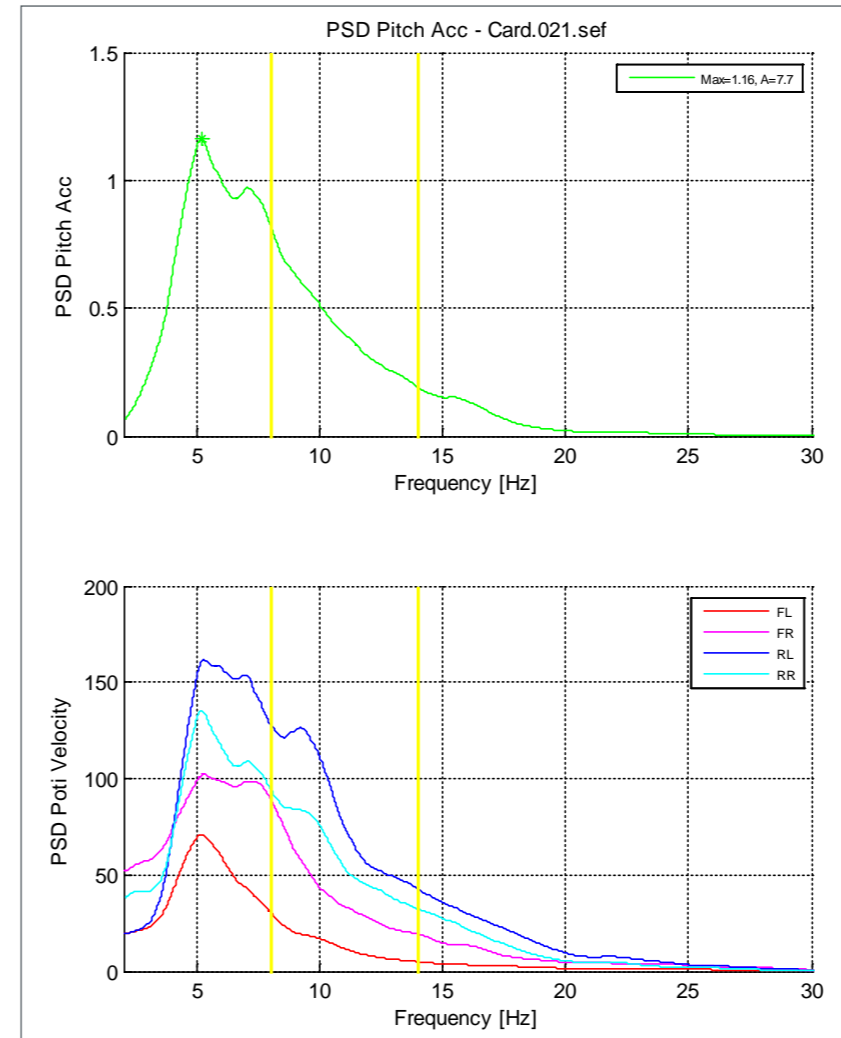 PSD Pitch Acc - Card.021.sef
1.5
Max=1.16, A=7.7
1
PSD Pitch Acc
0.5
0
5 10 15 20 25 30
Frequency [Hz]
200
FL
FR
RL
RR
150
PSD Poti Velocity
100
50
0
5 10 15 20 25 30
Frequency [Hz]